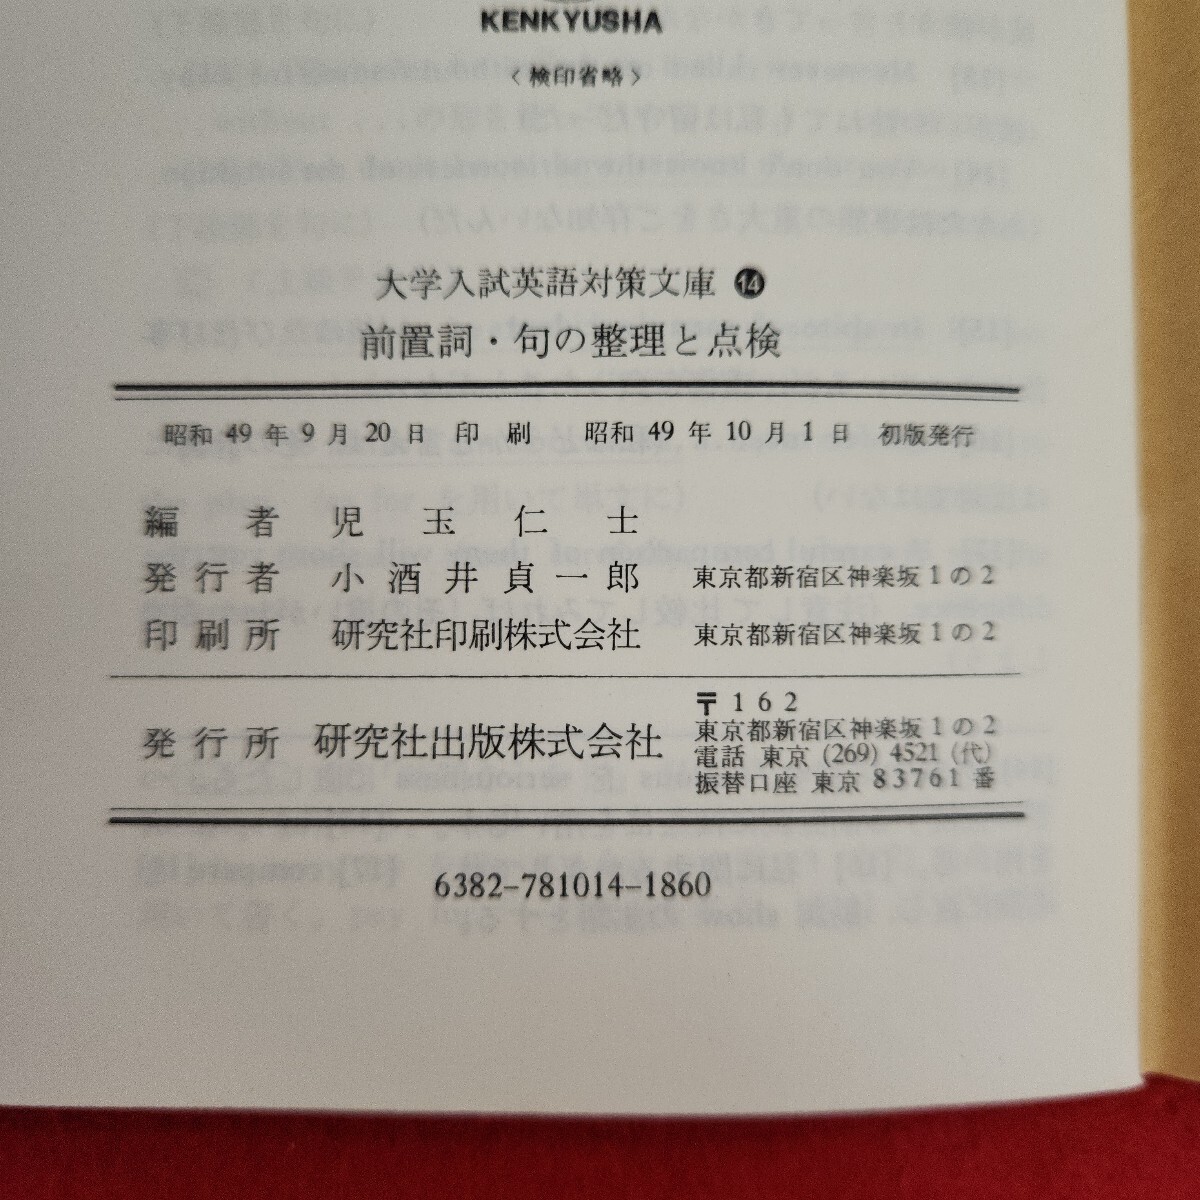 KENKYUSHA
〈検印省略〉
大学入試英語対策文庫 ⓮
前置詞・句の整理と点検
昭和 49 年 9 月 20 日 印 刷 昭和 49 年 10 月 1 日 初版発行
編 者 児 玉 仁 士
発 行 者 小 酒 井 貞 一 郎 東京都新宿区神楽坂 1 の 2
印 刷 所 研究社印刷株式会社 東京都新宿区神楽坂 1 の 2
発 行 所 研究社出版株式会社
〒 162
東京都新宿区神楽坂 1 の 2
電話 東京 (269) 4521 (代)
振替口座 東京 83761 番
6382-781014-1860